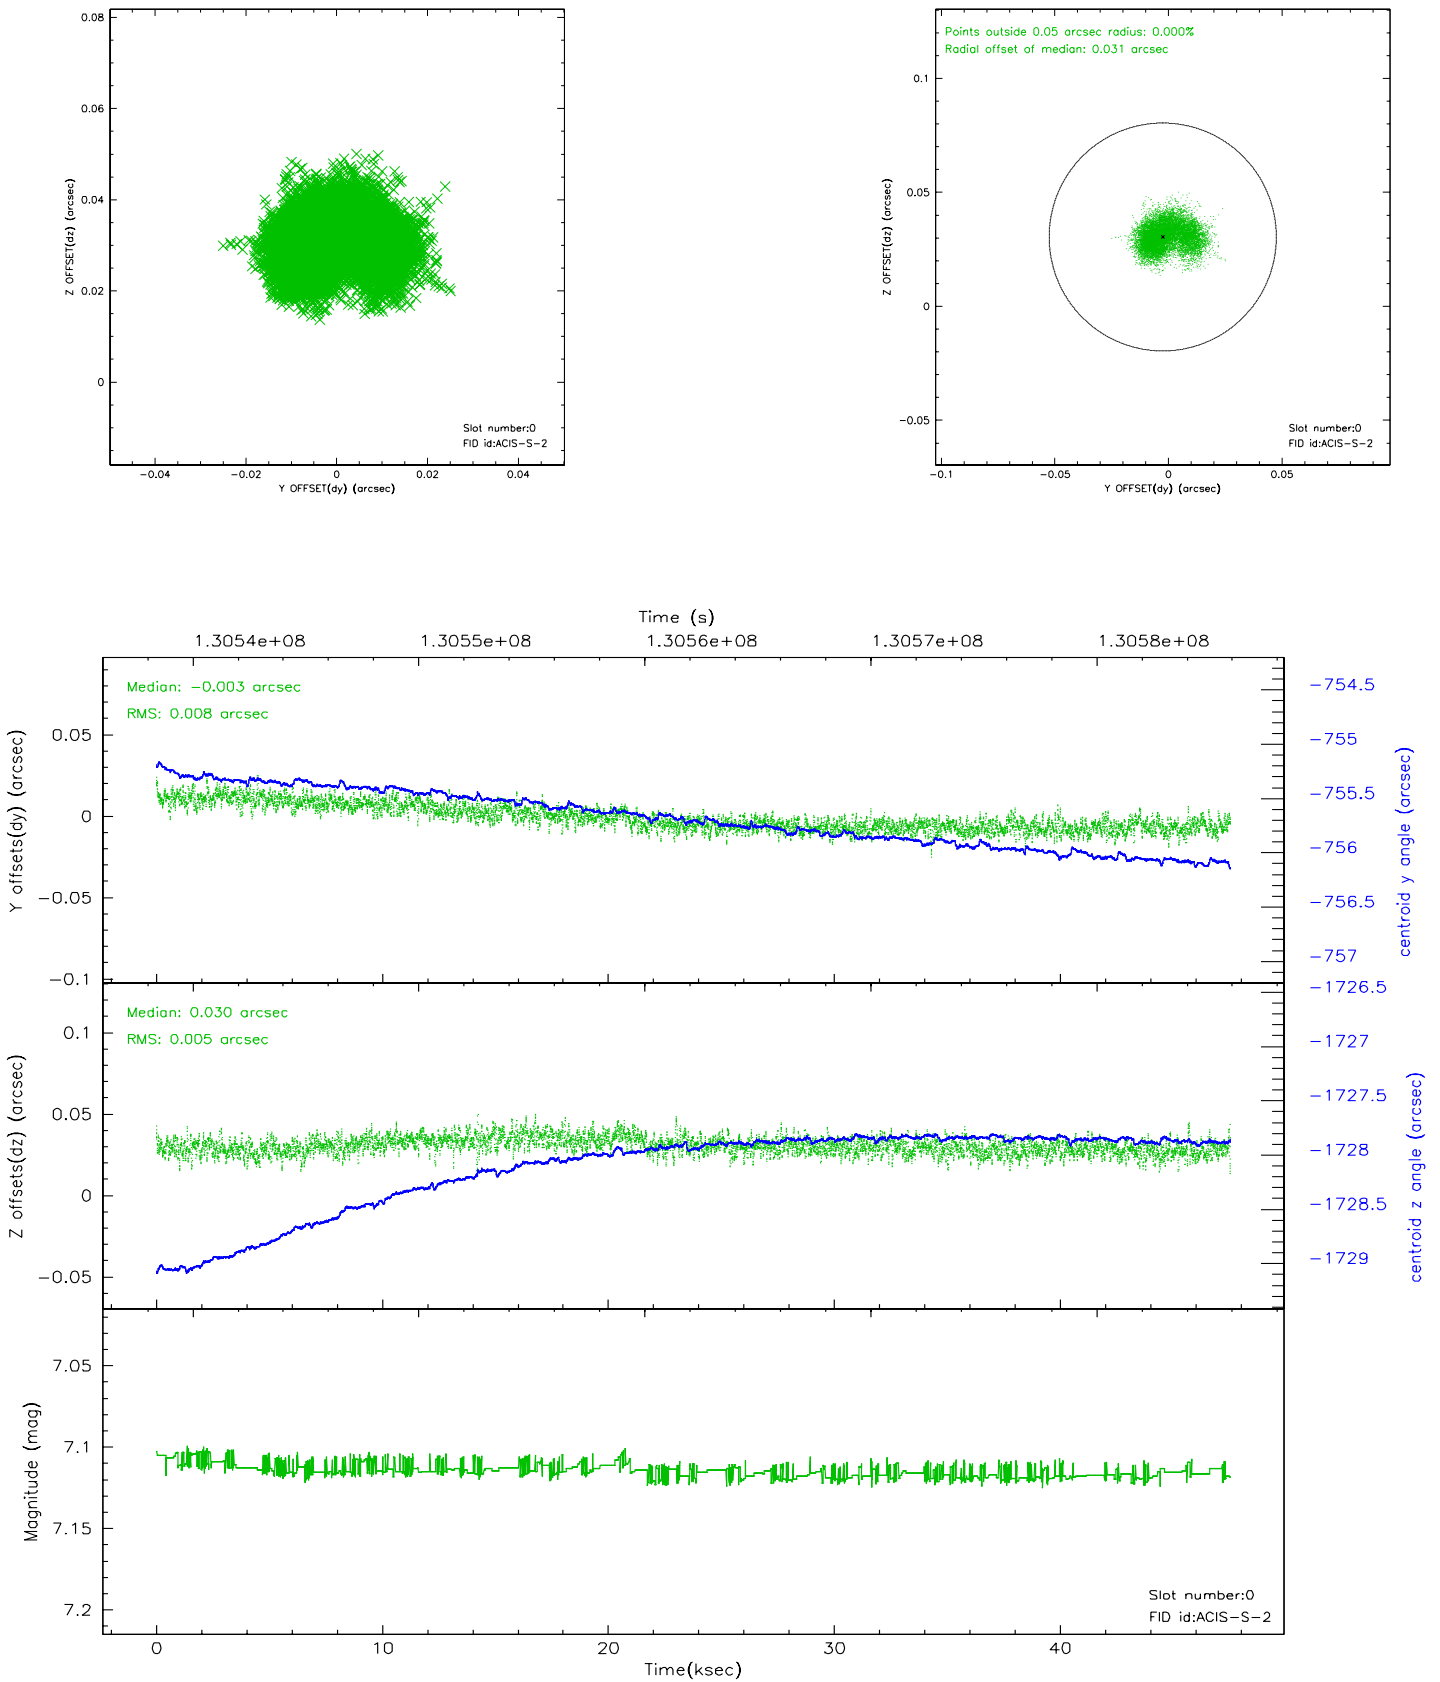 0.08
0.06
0.04
0.02
0
Z OFFSET(dz) (arcsec)
Slot number:0
FID id:ACIS-S-2
-0.04 -0.02 0 0.02 0.04
Y OFFSET(dy) (arcsec)
Points outside 0.05 arcsec radius: 0.000%
Radial offset of median: 0.031 arcsec
0.1
0.05
0
-0.05
Z OFFSET(dz) (arcsec)
Slot number:0
FID id:ACIS-S-2
-0.1 -0.05 0 0.05
Y OFFSET(dy) (arcsec)
Time (s)
1.3054e+08 1.3055e+08 1.3056e+08 1.3057e+08 1.3058e+08
Median: -0.003 arcsec
RMS: 0.008 arcsec
0.05
0
-0.05
-0.1
Y offsets(dy) (arcsec)
-754.5
-755
-755.5
-756
-756.5
-757
centroid y angle (arcsec)
Median: 0.030 arcsec
RMS: 0.005 arcsec
0.1
0.05
0
-0.05
Z offsets(dz) (arcsec)
-1726.5
-1727
-1727.5
-1728
-1728.5
-1729
centroid z angle (arcsec)
7.05
7.1
7.15
7.2
Magnitude (mag)
Slot number:0
FID id:ACIS-S-2
0 10 20 30 40
Time(ksec)